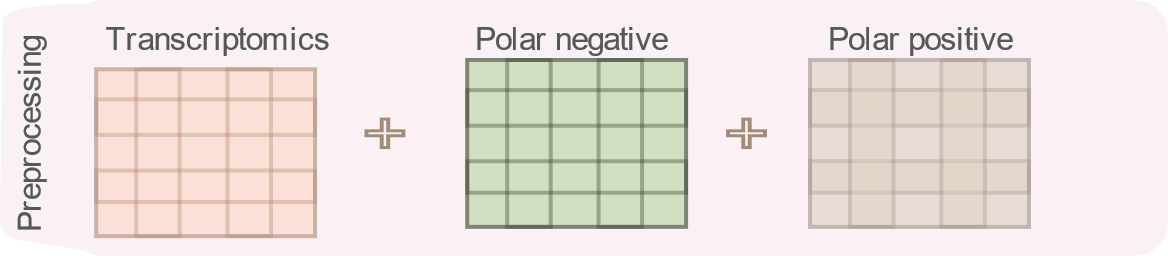 Preprocessing
Transcriptomics
Polar negative
Polar positive